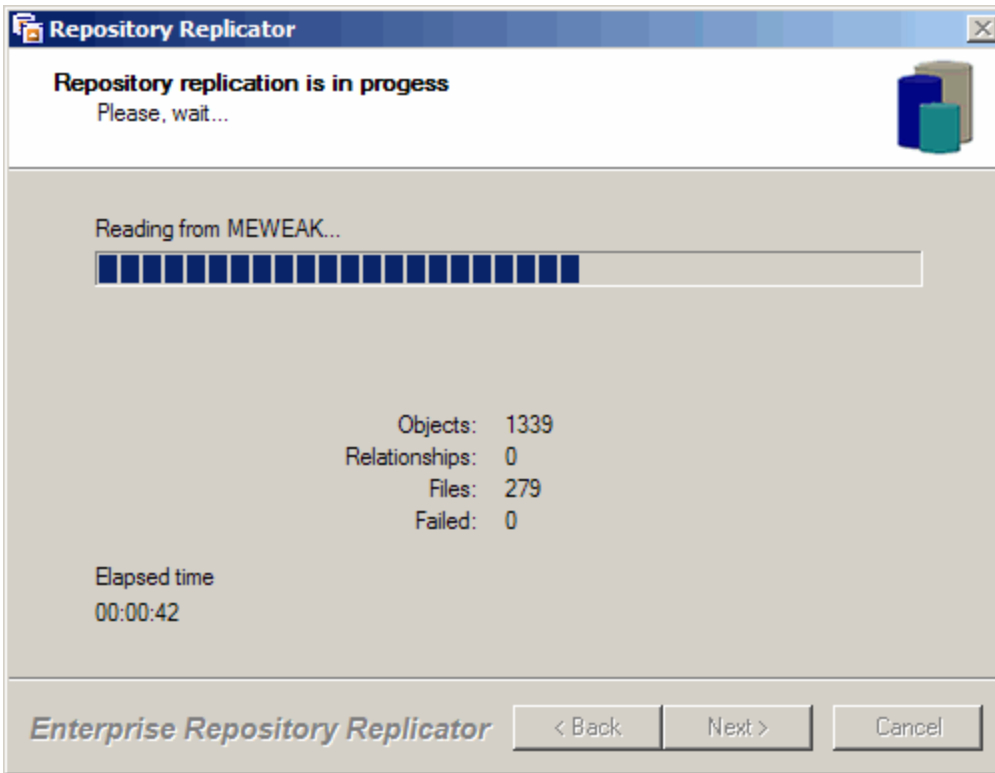 Repository Replicator
Repository replication is in progess
Please, wait...
Reading from MEWEAK...
Objects: 1339
Relationships: 0
Files: 279
Failed: 0
Elapsed time
00:00:42
Enterprise Repository Replicator < Back Next > Cancel